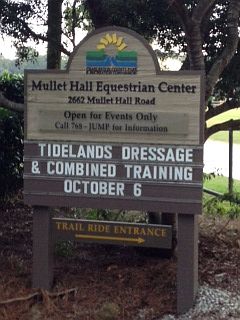 Mullet Hall Equestrian Center
2662 Mullet Hall Road
Open for Events Only
Call 768 - JUMP for Information
TIDELANDS DRESSAGE
& COMBINED TRAINING
OCTOBER 6
TRAIL RIDE ENTRANCE